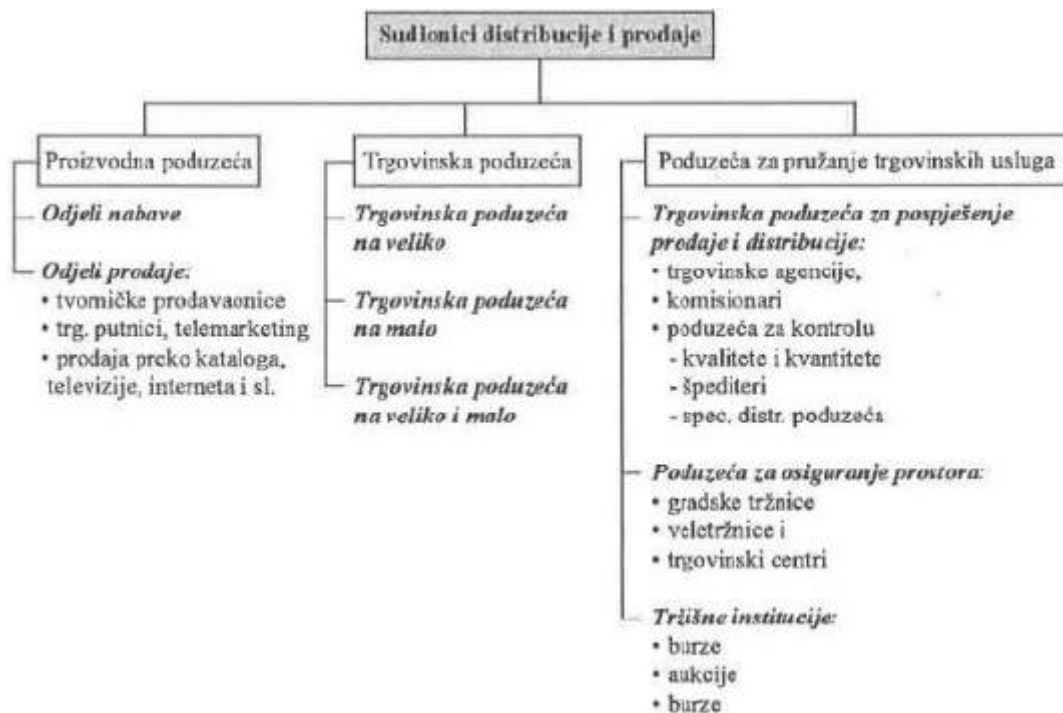 Sudionici distribucije i prodaje
Proizvodna poduzeća
Odjeli nabave
Odjeli prodaje:
• tvorničke prodavaonice
• trg. putnici, telemarketing
• prodaja preko kataloga,
televizije, interneta i sl.
Trgovinska poduzeća
Trgovinska poduzeća
na veliko
Trgovinska poduzeća
na malo
Trgovinska poduzeća
na veliko i malo
Poduzeća za pružanje trgovinskih usluga
Trgovinska poduzeća za pospješenje
prodaje i distribucije:
• trgovinske agencije,
• komisionari
• poduzeća za kontrolu
- kvalitete i kvantitete
- špediteri
- spec. distr. poduzeća
Poduzeća za osiguranje prostora:
• gradske tržnice
• veletržnice i
• trgovinski centri
Tržišne institucije:
• burze
• aukcije
• burze